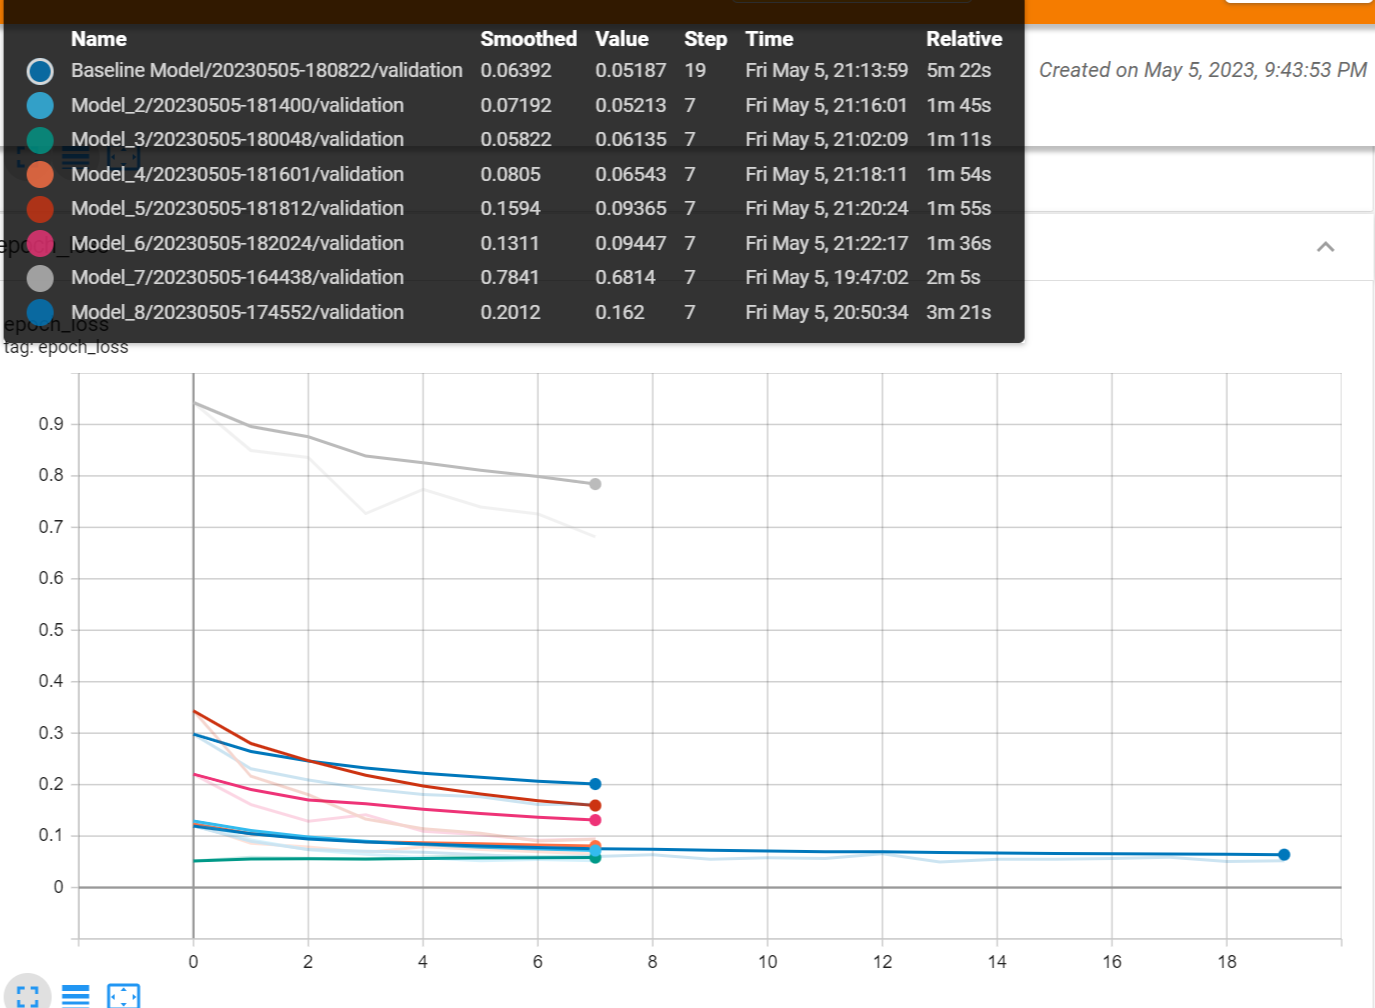 Name Smoothed Value Step Time Relative
Baseline Model/20230505-180822/validation 0.06392 0.05187 19 Fri May 5, 21:13:59 5m 22s
Created on May 5, 2023, 9:43:53 PM
Model_2/20230505-181400/validation 0.07192 0.05213 7 Fri May 5, 21:16:01 1m 45s
Model_3/20230505-180048/validation 0.05822 0.06135 7 Fri May 5, 21:02:09 1m 11s
Model_4/20230505-181601/validation 0.0805 0.06543 7 Fri May 5, 21:18:11 1m 54s
Model_5/20230505-181812/validation 0.1594 0.09365 7 Fri May 5, 21:20:24 1m 55s
epoch_loss
Model_6/20230505-182024/validation 0.1311 0.09447 7 Fri May 5, 21:22:17 1m 36s
Model_7/20230505-164438/validation 0.7841 0.6814 7 Fri May 5, 19:47:02 2m 5s
Model_8/20230505-174552/validation 0.2012 0.162 7 Fri May 5, 20:50:34 3m 21s
epoch_loss
tag: epoch_loss
0.9
0.8
0.7
0.6
0.5
0.4
0.3
0.2
0.1
0
0 2 4 6 8 10 12 14 16 18